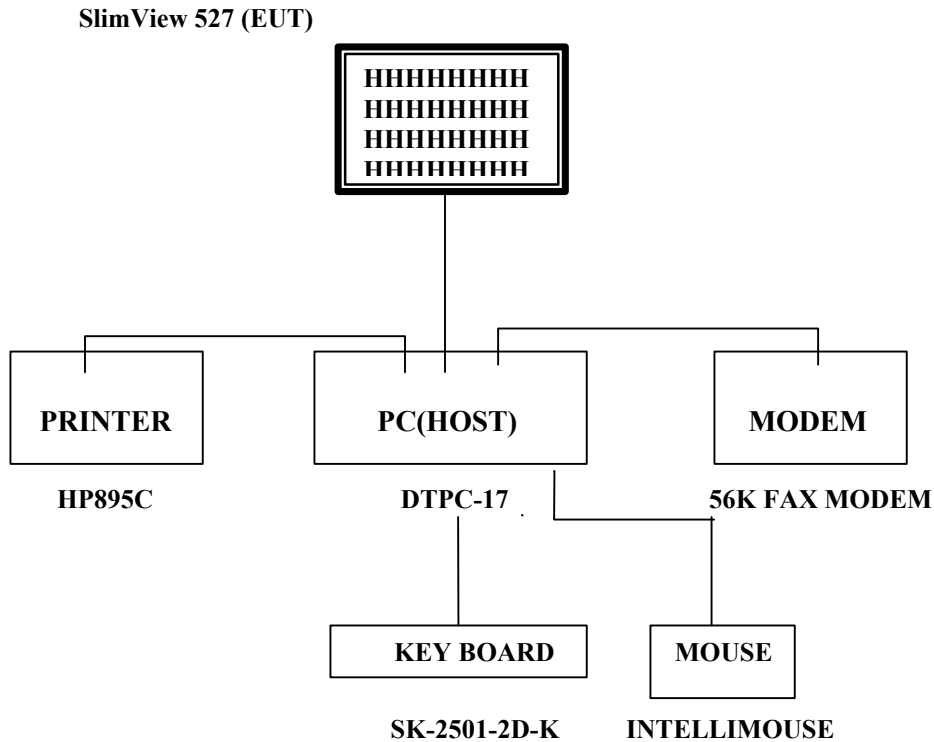 SlimView 527 (EUT)
HHHHHHHH
HHHHHHHH
HHHHHHHH
HHHHHHHH
PRINTER
PC(HOST)
MODEM
HP895C
DTPC-17
56K FAX MODEM
KEY BOARD
MOUSE
SK-2501-2D-K
INTELLIMOUSE